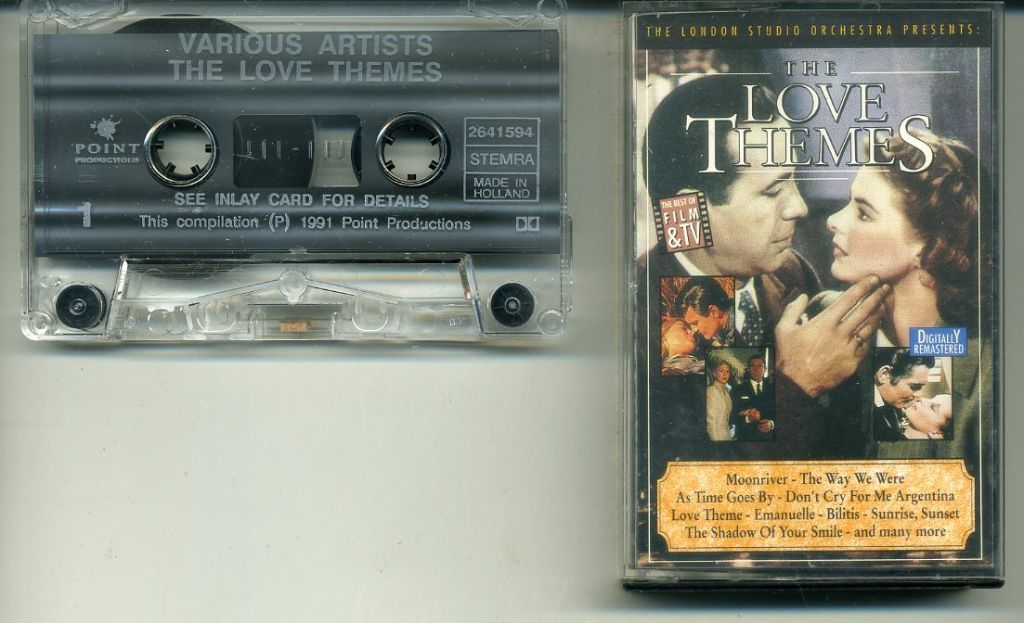 VARIOUS ARTISTS
THE LOVE THEMES
POINT
PRODUCTIONS
2641594
STEMRA
MADE IN
HOLLAND
SEE INLAY CARD FOR DETAILS
1
This compilation (P) 1991 Point Productions
THE LONDON STUDIO ORCHESTRA PRESENTS:
THE
LOVE
THEMES
THE BEST OF
FILM
& TV
DIGITALLY
REMASTERED
Moonriver - The Way We Were
As Time Goes By - Don't Cry For Me Argentina
Love Theme - Emanuelle - Bilitis - Sunrise, Sunset
The Shadow Of Your Smile - and many more